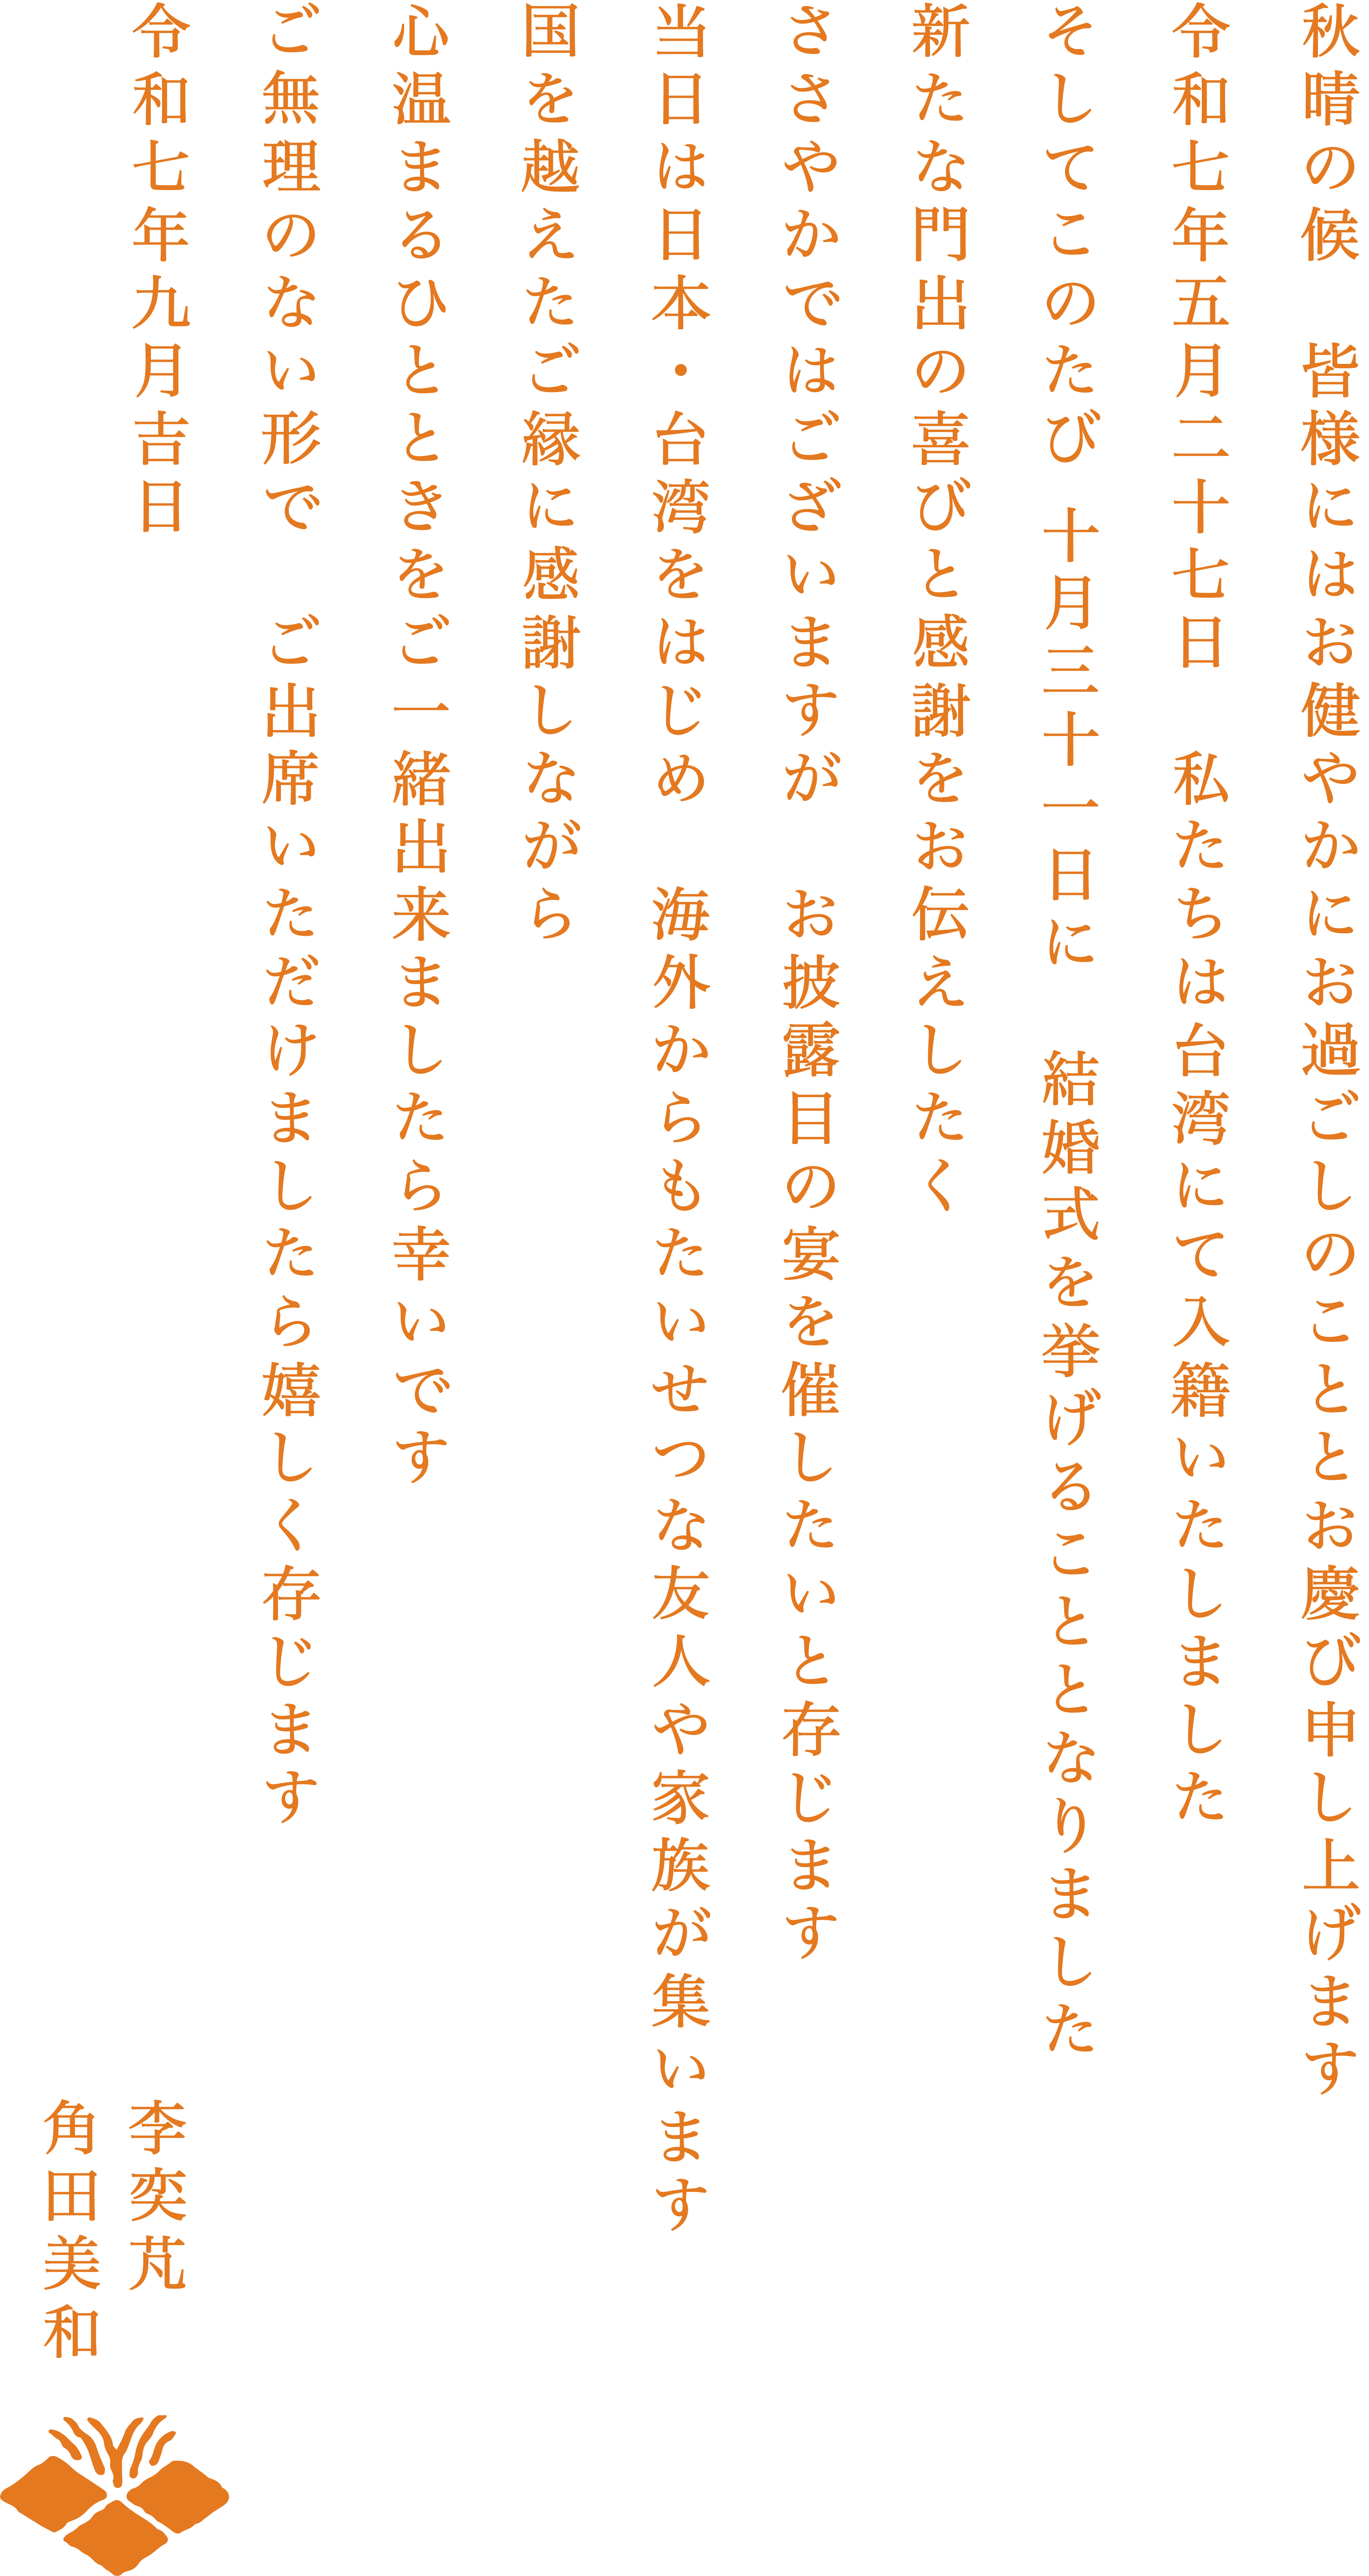 秋晴の候　皆様にはお健やかにお過ごしのこととお慶び申し上げます
令和七年五月二十七日　私たちは台湾にて入籍いたしました
そしてこのたび 十月三十一日に　結婚式を挙げることとなりました
新たな門出の喜びと感謝をお伝えしたく
ささやかではございますが　お披露目の宴を催したいと存じます
当日は日本・台湾をはじめ　海外からもたいせつな友人や家族が集います
国を越えたご縁に感謝しながら
心温まるひとときをご一緒出来ましたら幸いです
ご無理のない形で　ご出席いただけましたら嬉しく存じます
令和七年九月吉日
李奕芃
角田美和